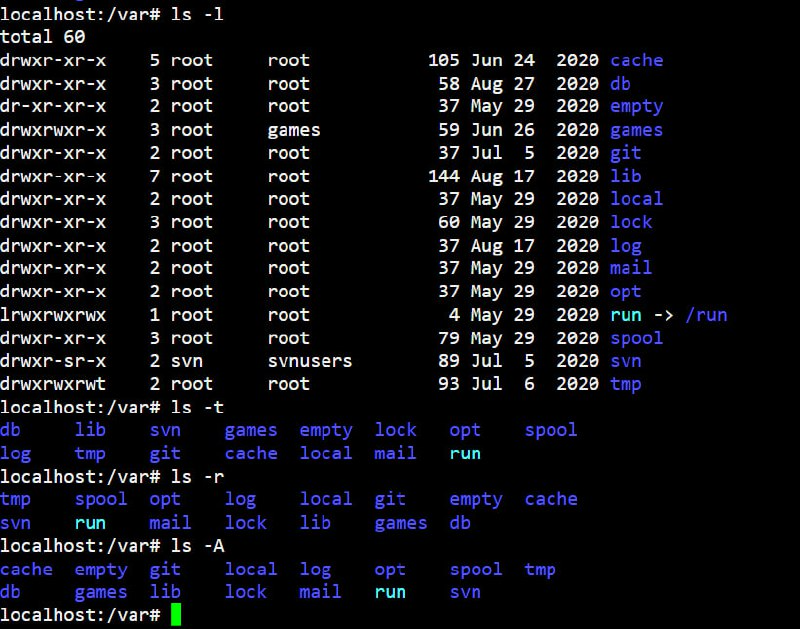 localhost:/var# ls -l
total 60
drwxr-xr-x    5 root     root           105 Jun 24  2020 cache
drwxr-xr-x    3 root     root            58 Aug 27  2020 db
dr-xr-xr-x    2 root     root            37 May 29  2020 empty
drwxrwxr-x    3 root     games           59 Jun 26  2020 games
drwxr-xr-x    2 root     root            37 Jul  5  2020 git
drwxr-xr-x    7 root     root           144 Aug 17  2020 lib
drwxr-xr-x    2 root     root            37 May 29  2020 local
drwxr-xr-x    3 root     root            60 May 29  2020 lock
drwxr-xr-x    2 root     root            37 Aug 17  2020 log
drwxr-xr-x    2 root     root            37 May 29  2020 mail
drwxr-xr-x    2 root     root            37 May 29  2020 opt
lrwxrwxrwx    1 root     root             4 May 29  2020 run -> /run
drwxr-xr-x    3 root     root            79 May 29  2020 spool
drwxr-sr-x    2 svn      svnusers        89 Jul  5  2020 svn
drwxrwxrwt    2 root     root            93 Jul  6  2020 tmp
localhost:/var# ls -t
db     lib    svn    games  empty  lock   opt    spool
log    tmp    git    cache  local  mail   run
localhost:/var# ls -r
tmp    spool  opt    log    local  git    empty  cache
svn    run    mail   lock   lib    games  db
localhost:/var# ls -A
cache  empty  git    local  log    opt    spool  tmp
db     games  lib    lock   mail   run    svn
localhost:/var#